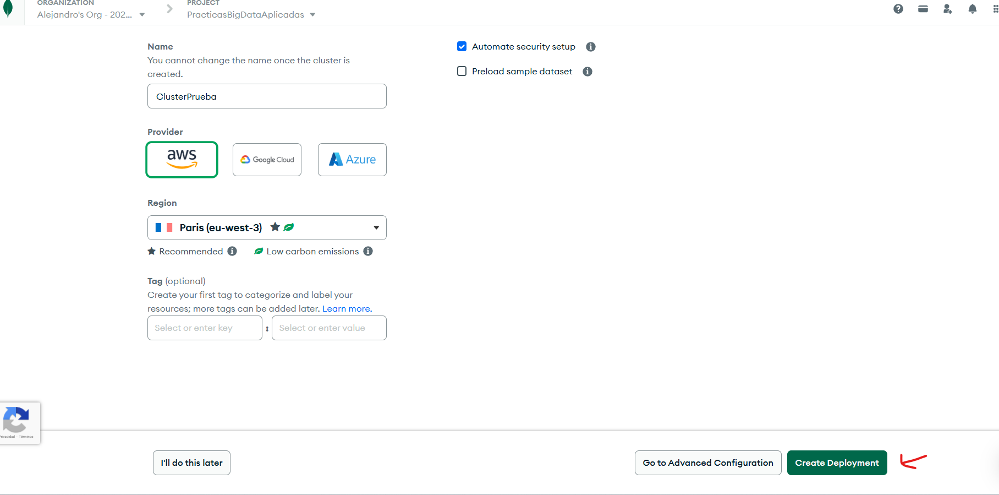 ORGANIZATION
Alejandro's Org - 202...
PROJECT
PracticasBigDataAplicadas
Name
You cannot change the name once the cluster is
created.
ClusterPrueba
Provider
aws
Google Cloud
Azure
Region
Paris (eu-west-3)
Recommended
Low carbon emissions
Tag (optional)
Create your first tag to categorize and label your
resources; more tags can be added later. Learn more.
Select or enter key : Select or enter value
Automate security setup
Preload sample dataset
Privacidad - Términos
I'll do this later
Go to Advanced Configuration
Create Deployment